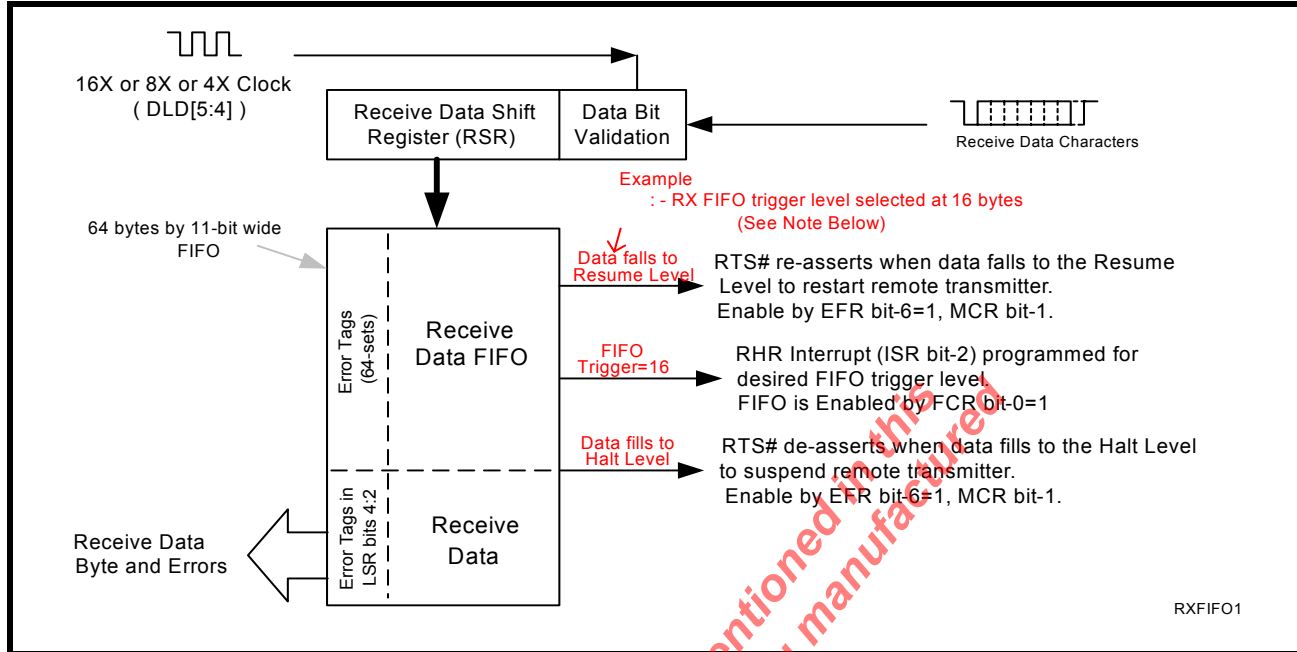 16X or 8X or 4X Clock
( DLD[5:4] )
Receive Data Shift
Register (RSR)
Data Bit
Validation
Receive Data Characters
Example
: - RX FIFO trigger level selected at 16 bytes
(See Note Below)
64 bytes by 11-bit wide
FIFO
Data falls to
Resume Level
RTS# re-asserts when data falls to the Resume
Level to restart remote transmitter.
Enable by EFR bit-6=1, MCR bit-1.
Error Tags
(64-sets)
Receive
Data FIFO
FIFO
Trigger=16
RHR Interrupt (ISR bit-2) programmed for
desired FIFO trigger level.
FIFO is Enabled by FCR bit-0=1
Data fills to
Halt Level
RTS# de-asserts when data fills to the Halt Level
to suspend remote transmitter.
Enable by EFR bit-6=1, MCR bit-1.
Receive Data
Byte and Errors
Error Tags in
LSR bits 4:2
Receive
Data
RXFIFO1
mentioned in this
manufactured